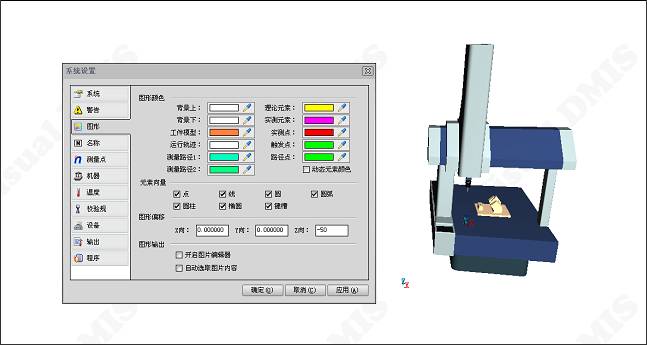 系统设置
系统
警告
图形
名称
测量点
机器
温度
校验规
设备
输出
程序
图形颜色
背景上： 理论元素：
背景下： 实测元素：
工件模型： 实测点：
运行轨迹： 触发点：
测量路径1： 路径点：
测量路径2： 动态元素颜色
元素向量
点 线 圆 圆弧
圆柱 椭圆 键槽
图形偏移
X向： 0.000000 Y向： 0.000000 Z向： -50
图形输出
开启图片编辑器
自动选取图片内容
确定(O) 取消(C) 应用(A)
Z
X